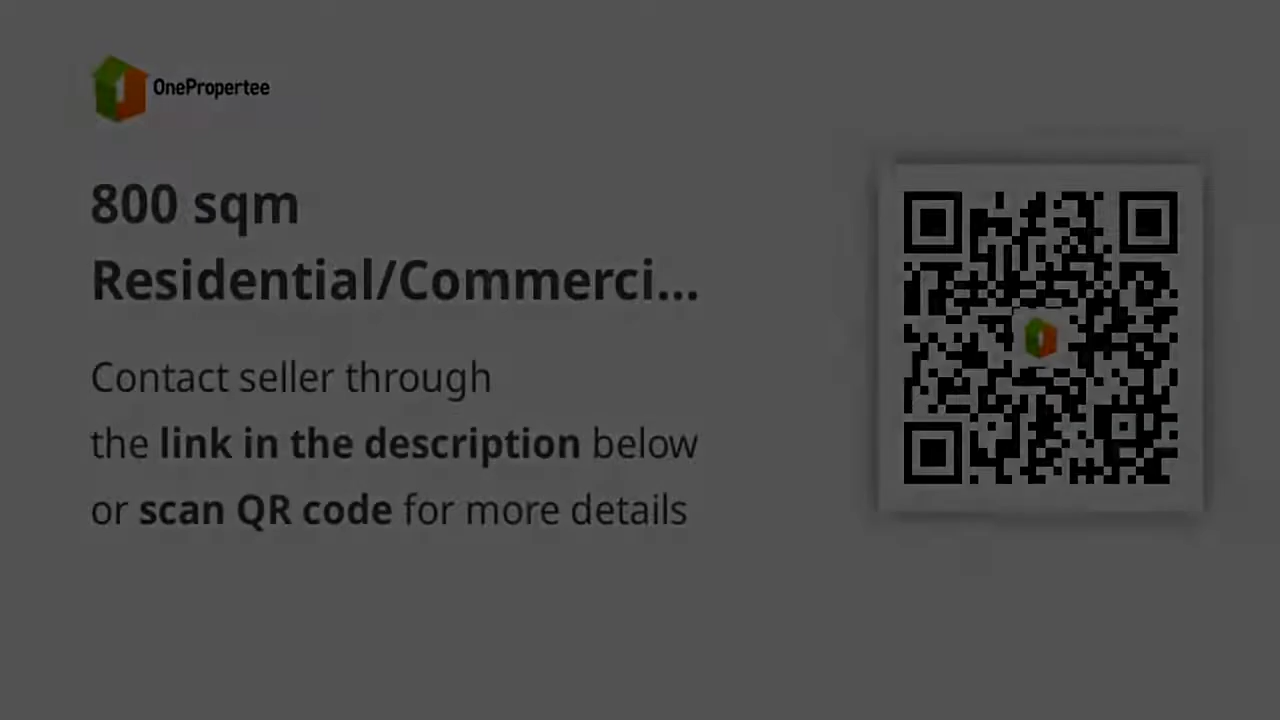 OnePropertee
800 sqm
Residential/Commerci...
Contact seller through
the link in the description below
or scan QR code for more details